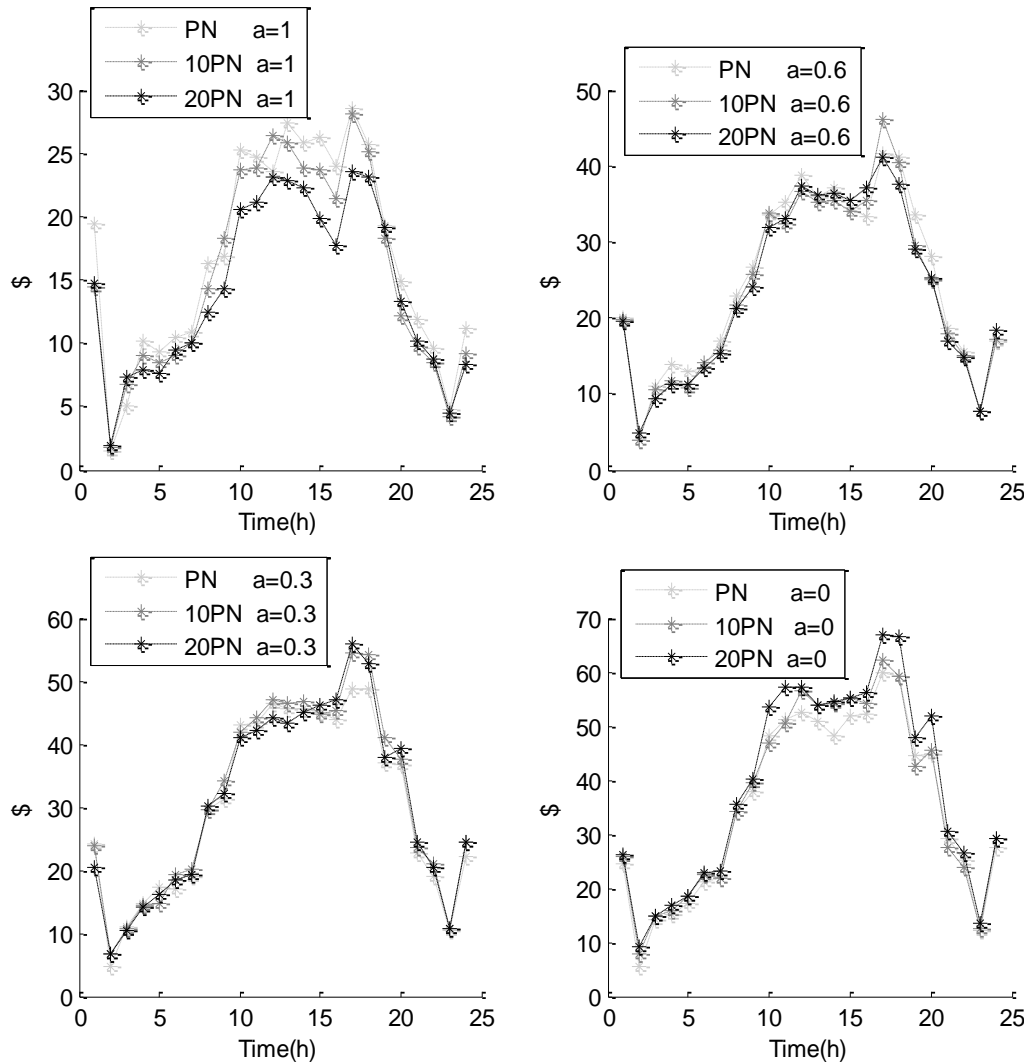 PN a=1
10PN a=1
20PN a=1
30
25
20
15
10
5
0
$
0 5 10 15 20 25
Time(h)
PN a=0.6
10PN a=0.6
20PN a=0.6
50
40
30
20
10
0
$
0 5 10 15 20 25
Time(h)
PN a=0.3
10PN a=0.3
20PN a=0.3
60
50
40
30
20
10
0
$
0 5 10 15 20 25
Time(h)
PN a=0
10PN a=0
20PN a=0
70
60
50
40
30
20
10
0
$
0 5 10 15 20 25
Time(h)